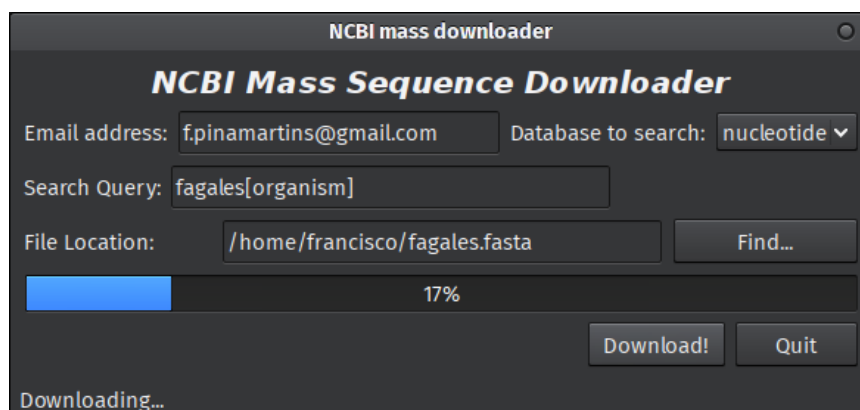 NCBI mass downloader
NCBI Mass Sequence Downloader
Email address: f.pinamartins@gmail.com Database to search: nucleotide
Search Query: fagales[organism]
File Location: /home/francisco/fagales.fasta Find...
17%
Download! Quit
Downloading...